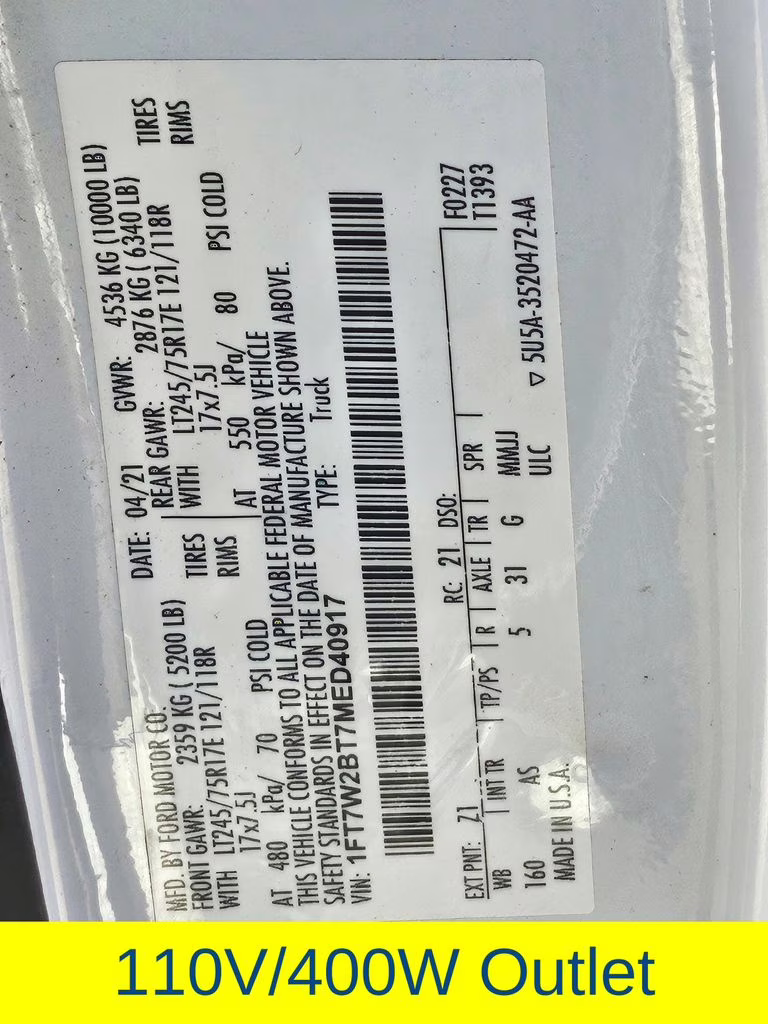 MFD. BY FORD MOTOR CO.
DATE: 04/21 GVWR: 4536 KG (10000 LB)
FRONT GAWR: 2359 KG ( 5200 LB) REAR GAWR: 2876 KG ( 6340 LB)
WITH LT245/75R17E 121/118R TIRES WITH LT245/75R17E 121/118R TIRES
17x7.5J RIMS 17x7.5J RIMS
AT 480 kPa/ 70 PSI COLD AT 550 kPa/ 80 PSI COLD
THIS VEHICLE CONFORMS TO ALL APPLICABLE FEDERAL MOTOR VEHICLE
SAFETY STANDARDS IN EFFECT ON THE DATE OF MANUFACTURE SHOWN ABOVE.
VIN: 1FT7W2BT7MED40917 TYPE: Truck
F0227
EXT PNT: Z1 RC: 21 DSO: T1393
WB INT TR TP/PS R AXLE TR SPR
160 AS 5 31 G MMJJ
MADE IN U.S.A. ULC
▽ 5U5A-3520472-AA
110V/400W Outlet